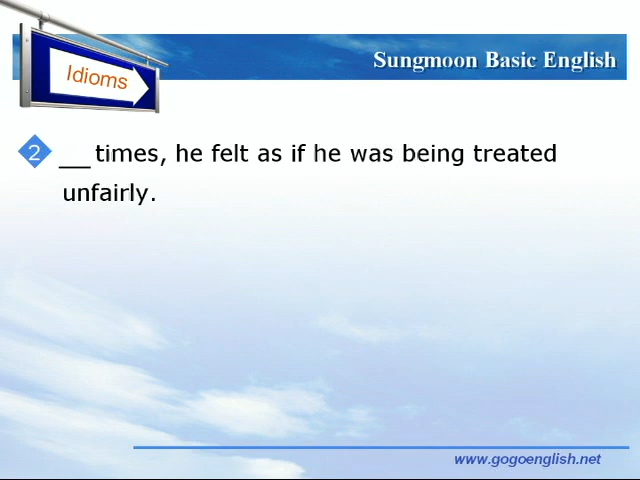 Idioms
Sungmoon Basic English
2 __ times, he felt as if he was being treated
unfairly.
www.gogoenglish.net